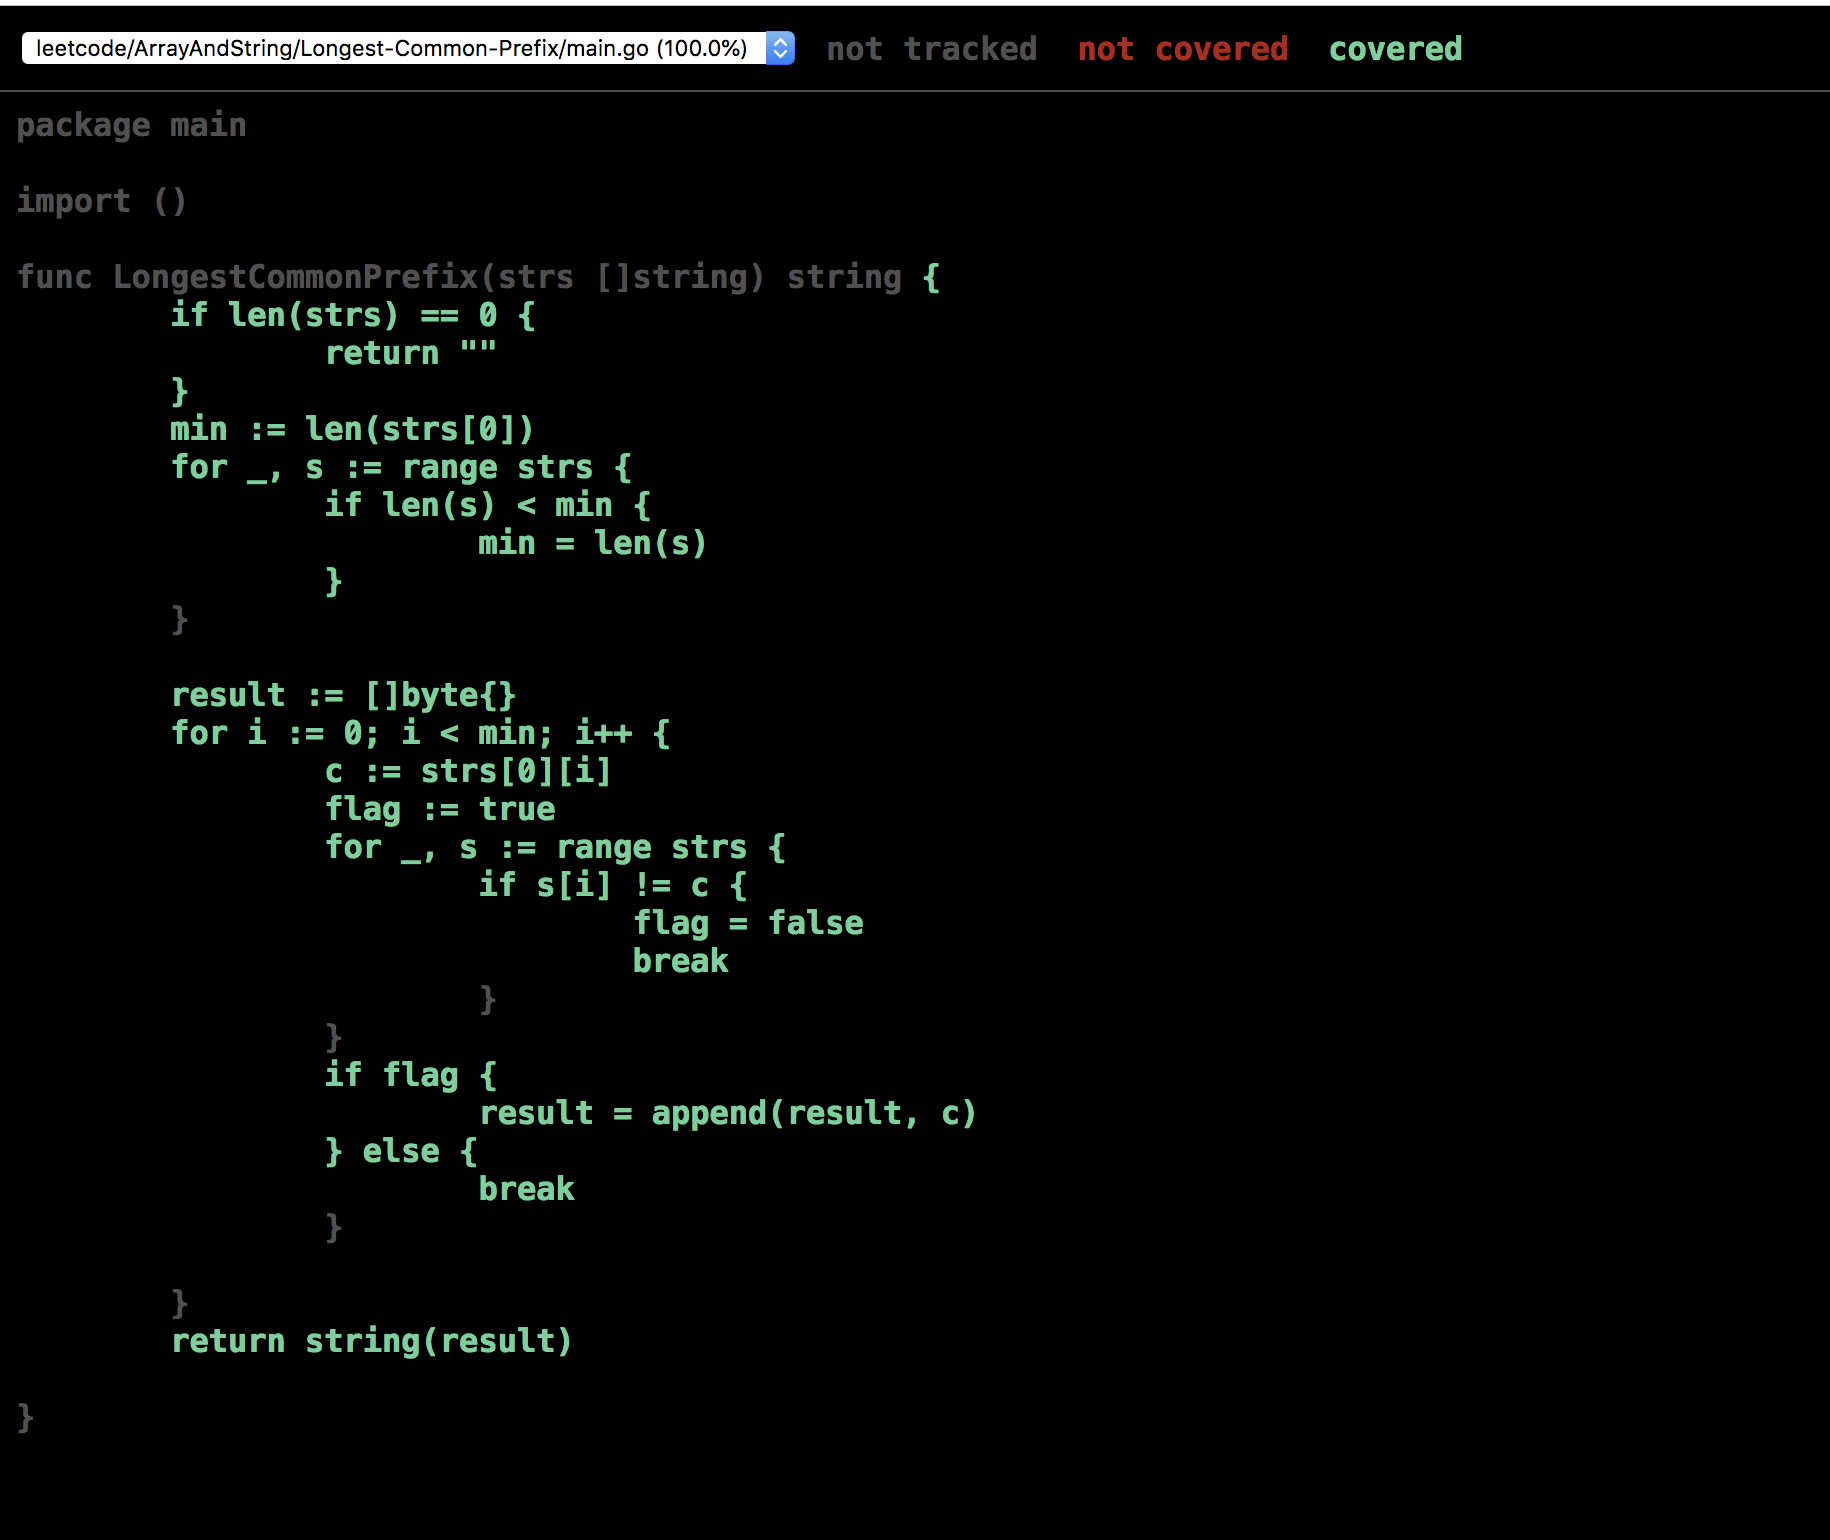 leetcode/ArrayAndString/Longest-Common-Prefix/main.go (100.0%) not tracked not covered covered
package main
import ()
func LongestCommonPrefix(strs []string) string {
if len(strs) == 0 {
return ""
}
min := len(strs[0])
for _, s := range strs {
if len(s) < min {
min = len(s)
}
}
result := []byte{}
for i := 0; i < min; i++ {
c := strs[0][i]
flag := true
for _, s := range strs {
if s[i] != c {
flag = false
break
}
}
if flag {
result = append(result, c)
} else {
break
}
}
return string(result)
}